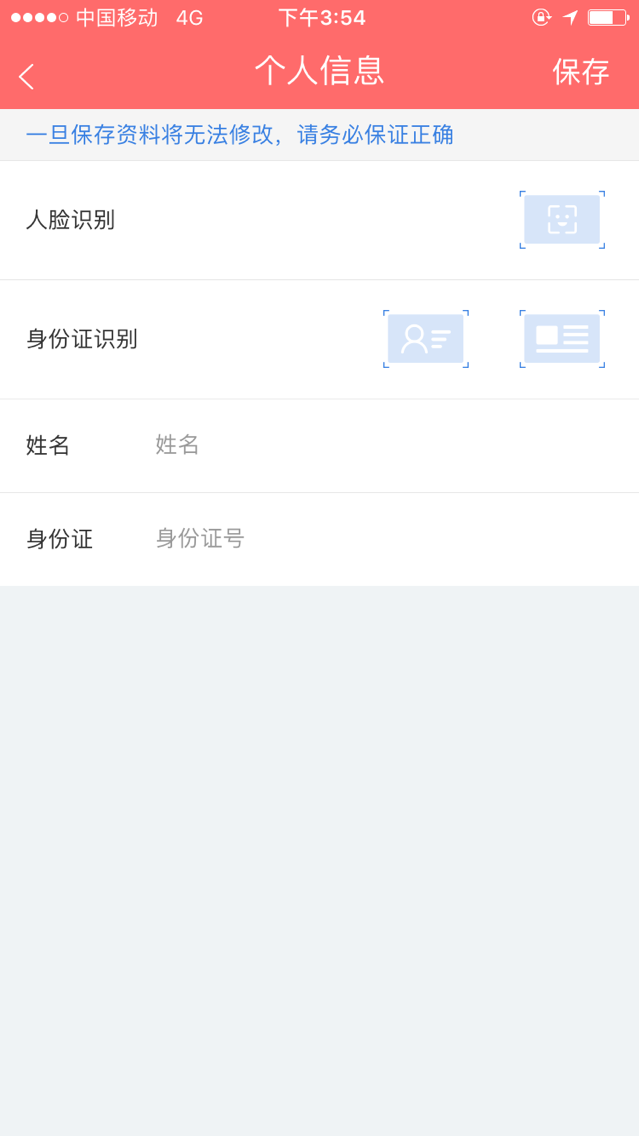 中国移动 4G 下午3:54
个人信息 保存
一旦保存资料将无法修改，请务必保证正确
人脸识别
身份证识别
姓名 姓名
身份证 身份证号